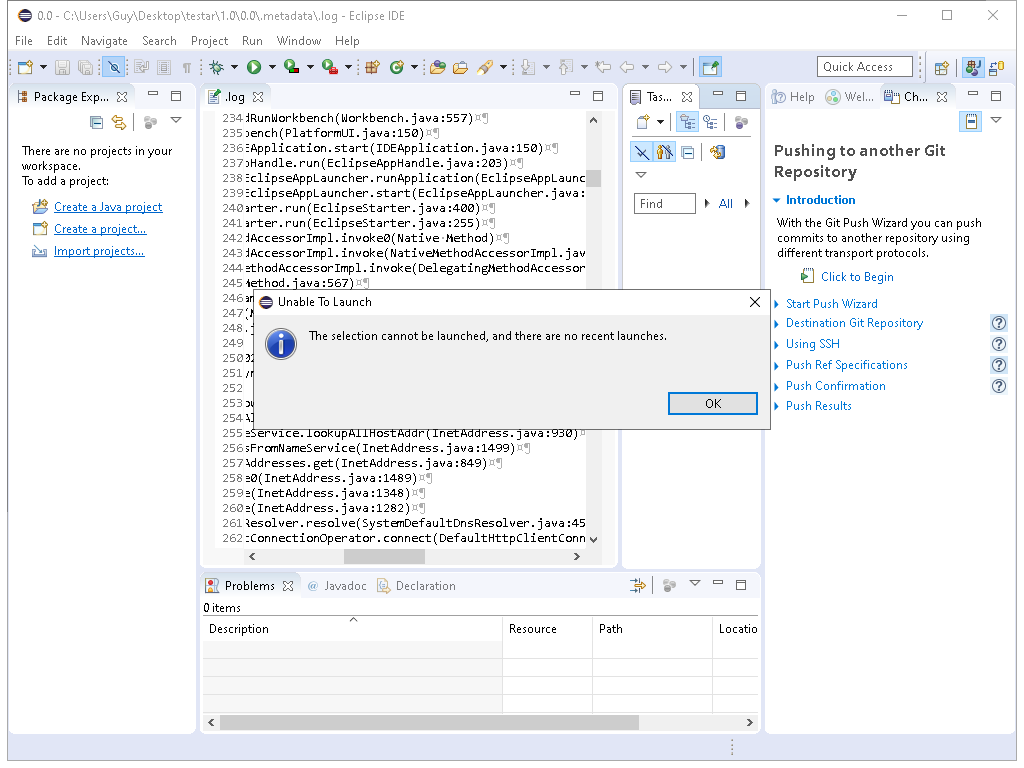 0.0 - C:\Users\Guy\Desktop\testar\1.0\0.0\.metadata\.log - Eclipse IDE
File Edit Navigate Search Project Run Window Help
Quick Access
Package Exp...
There are no projects in your
workspace.
To add a project:
Create a Java project
Create a project...
Import projects...
.log
234 dRunWorkbench(Workbench.java:557)¤¶
235 bench(PlatformUI.java:150)¤¶
236 EApplication.start(IDEApplication.java:150)¤¶
237 pHandle.run(EclipseAppHandle.java:203)¤¶
238 EclipseAppLauncher.runApplication(EclipseAppLaunc
239 EclipseAppLauncher.start(EclipseAppLauncher.java:
240 arter.run(EclipseStarter.java:400)¤¶
241 arter.run(EclipseStarter.java:255)¤¶
242 dAccessorImpl.invoke0(Native·Method)¤¶
243 dAccessorImpl.invoke(NativeMethodAccessorImpl.jav
244 ethodAccessorImpl.invoke(DelegatingMethodAccessor
245 Method.java:567)¤¶
246
247
248
249
250
251
252
253
254
255 eService.lookupAllHostAddr(InetAddress.java:930)¤
256 sFromNameService(InetAddress.java:1499)¤¶
257 Addresses.get(InetAddress.java:849)¤¶
258 e0(InetAddress.java:1489)¤¶
259 e(InetAddress.java:1348)¤¶
260 e(InetAddress.java:1282)¤¶
261 Resolver.resolve(SystemDefaultDnsResolver.java:45
262 tConnectionOperator.connect(DefaultHttpClientConn
Unable To Launch
The selection cannot be launched, and there are no recent launches.
OK
Tas...
Find
All
Help Wel... Ch...
Pushing to another Git
Repository
Introduction
With the Git Push Wizard you can push
commits to another repository using
different transport protocols.
Click to Begin
Start Push Wizard
Destination Git Repository
Using SSH
Push Ref Specifications
Push Confirmation
Push Results
Problems @ Javadoc Declaration
0 items
Description Resource Path Locatio